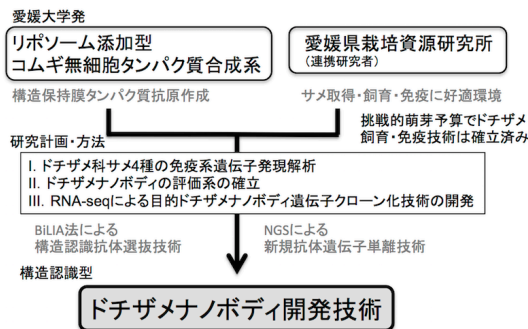 愛媛大学発
リポソーム添加型
コムギ無細胞タンパク質合成系
愛媛県栽培資源研究所
(連携研究者)
構造保持膜タンパク質抗原作成
サメ取得・飼育・免疫に好適環境
挑戦的萌芽予算でドチザメ
飼育・免疫技術は確立済み
研究計画・方法
I. ドチザメ科サメ4種の免疫系遺伝子発現解析
II. ドチザメナノボディの評価系の確立
III. RNA-seqによる目的ドチザメナノボディ遺伝子クローン化技術の開発
BiLIA法による
構造認識抗体選抜技術
NGSによる
新規抗体遺伝子単離技術
構造認識型
ドチザメナノボディ開発技術